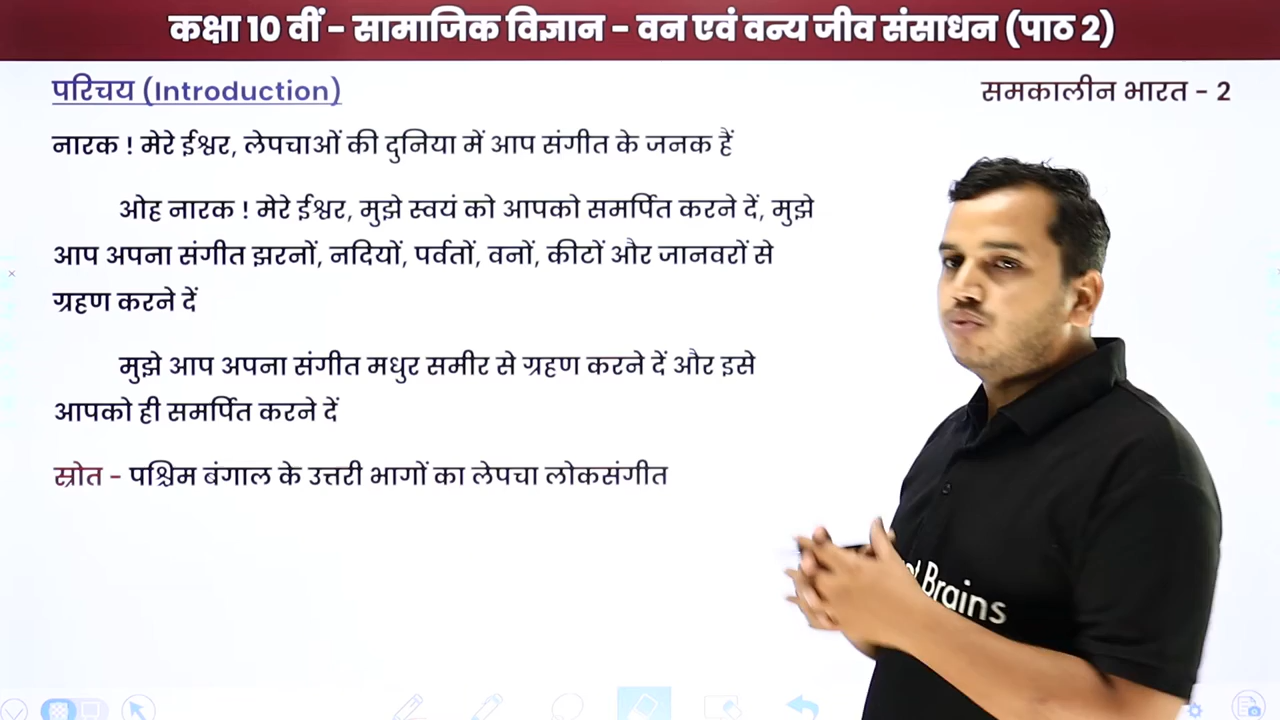 कक्षा 10 वीं - सामाजिक विज्ञान - वन एवं वन्य जीव संसाधन (पाठ 2)
परिचय (Introduction)
समकालीन भारत - 2
नारक ! मेरे ईश्वर, लेपचाओं की दुनिया में आप संगीत के जनक हैं
ओह नारक ! मेरे ईश्वर, मुझे स्वयं को आपको समर्पित करने दें, मुझे
आप अपना संगीत झरनों, नदियों, पर्वतों, वनों, कीटों और जानवरों से
ग्रहण करने दें
मुझे आप अपना संगीत मधुर समीर से ग्रहण करने दें और इसे
आपको ही समर्पित करने दें
स्रोत - पश्चिम बंगाल के उत्तरी भागों का लेपचा लोकसंगीत
Brains